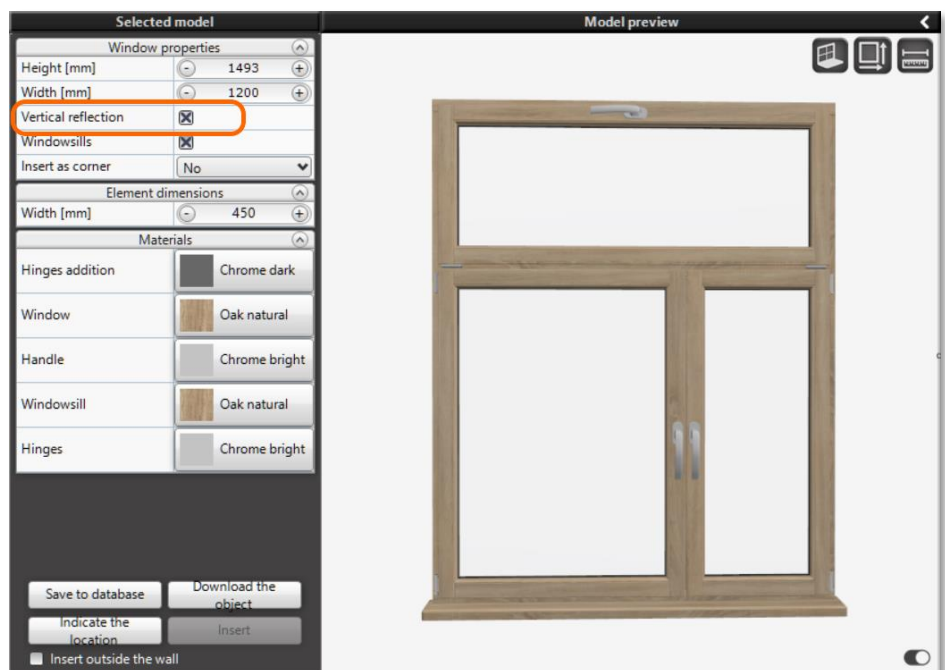 Selected model
Model preview
Window properties
Height [mm] - 1493 +
Width [mm] - 1200 +
Vertical reflection
Windowsills
Insert as corner No
Element dimensions
Width [mm] - 450 +
Materials
Hinges addition Chrome dark
Window Oak natural
Handle Chrome bright
Windowsill Oak natural
Hinges Chrome bright
Save to database
Download the
object
Indicate the
location
Insert
Insert outside the wall